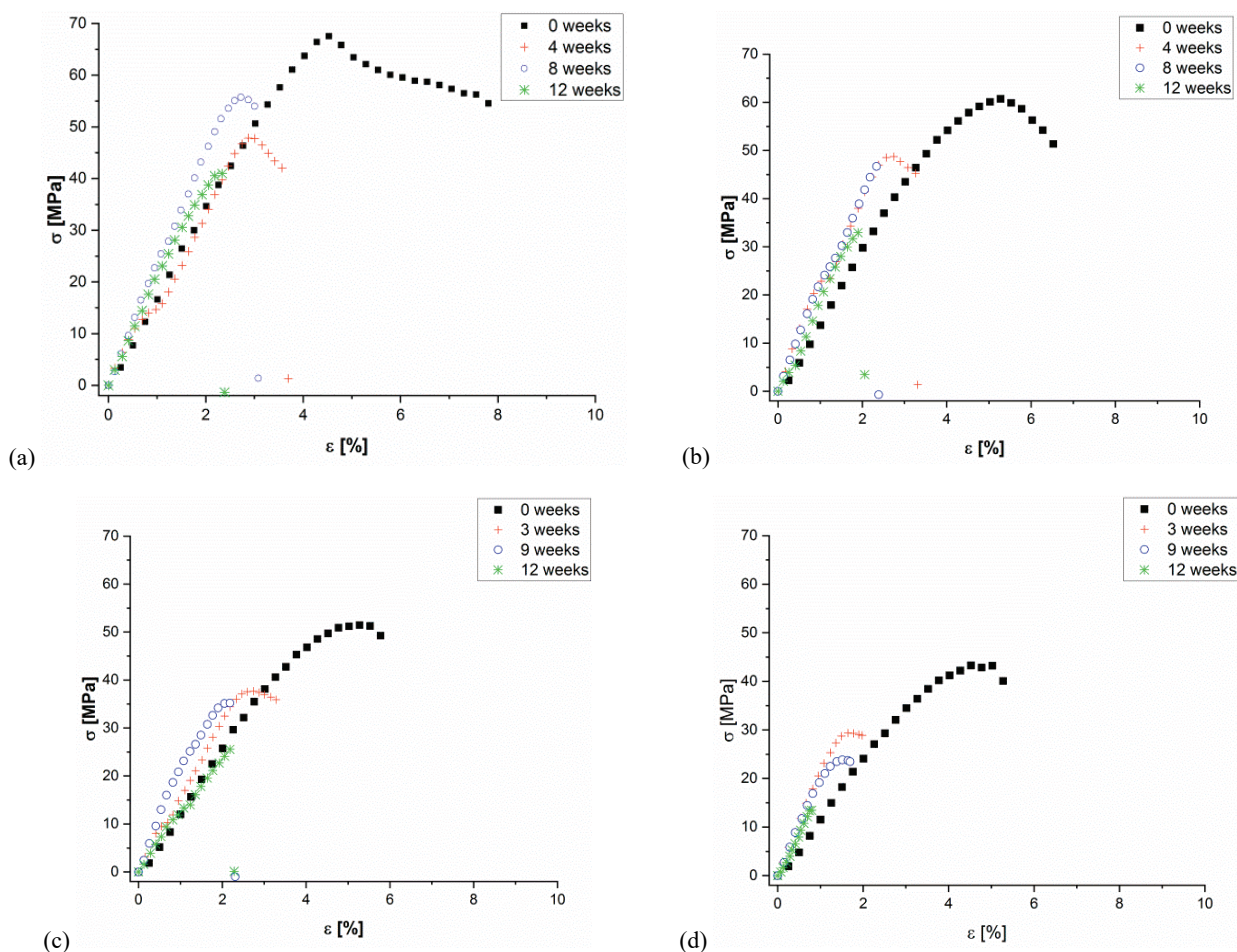 0 weeks
4 weeks
8 weeks
12 weeks
70
60
50
40
30
20
10
0
σ [MPa]
0 2 4 6 8 10
ε [%]
(a)
0 weeks
4 weeks
8 weeks
12 weeks
70
60
50
40
30
20
10
0
σ [MPa]
0 2 4 6 8 10
ε [%]
(b)
0 weeks
3 weeks
9 weeks
12 weeks
70
60
50
40
30
20
10
0
σ [MPa]
0 2 4 6 8 10
ε [%]
(c)
0 weeks
3 weeks
9 weeks
12 weeks
70
60
50
40
30
20
10
0
σ [MPa]
0 2 4 6 8 10
ε [%]
(d)